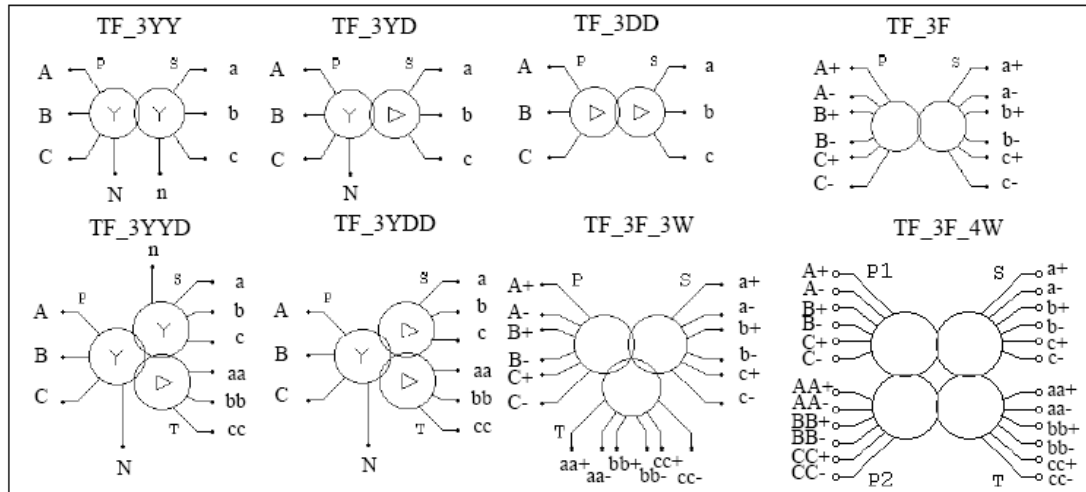 TF_3YY TF_3YD TF_3DD TF_3F
A P S a A P S a A P S a A+ P S a+
A- a-
B b B b B b B+ b+
B- b-
C c C c C c C+ c+
C- c-
N n N
TF_3YYD TF_3YDD TF_3F_3W TF_3F_4W
n
A P S a A P S a A+ P S a+ A+ P1 S a+
A- a- A- a-
b b B+ b+ B+ b+
B- b-
B c B c B- b- C+ c+
C+ c+ C- c-
C aa C aa C- c- AA+ aa+
AA- aa-
bb bb BB+ bb+
T cc T cc T BB- bb-
aa+ bb+ cc+ CC+ cc+
N N aa- bb- cc- CC- P2 T cc-
Y Y Y D D D
Y Y D Y D D